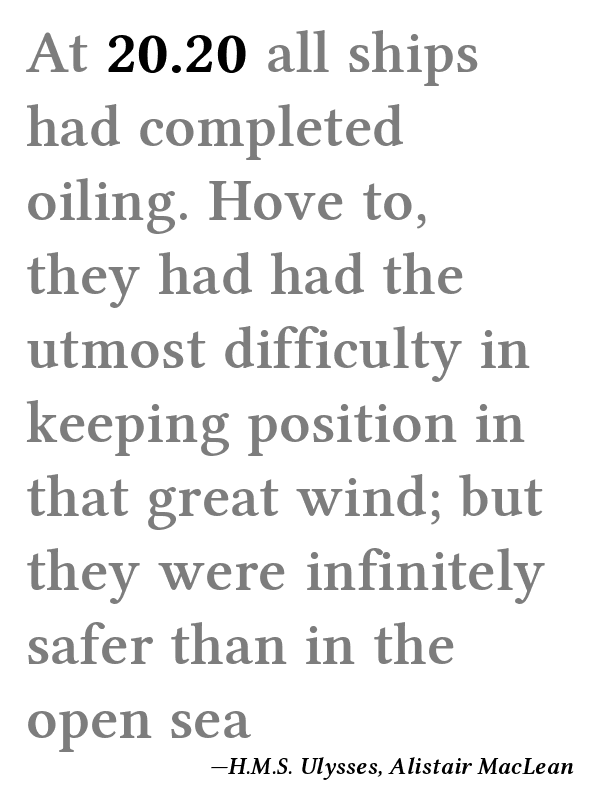 At 20.20 all ships
had completed
oiling. Hove to,
they had had the
utmost difficulty in
keeping position in
that great wind; but
they were infinitely
safer than in the
open sea
—H.M.S. Ulysses, Alistair MacLean